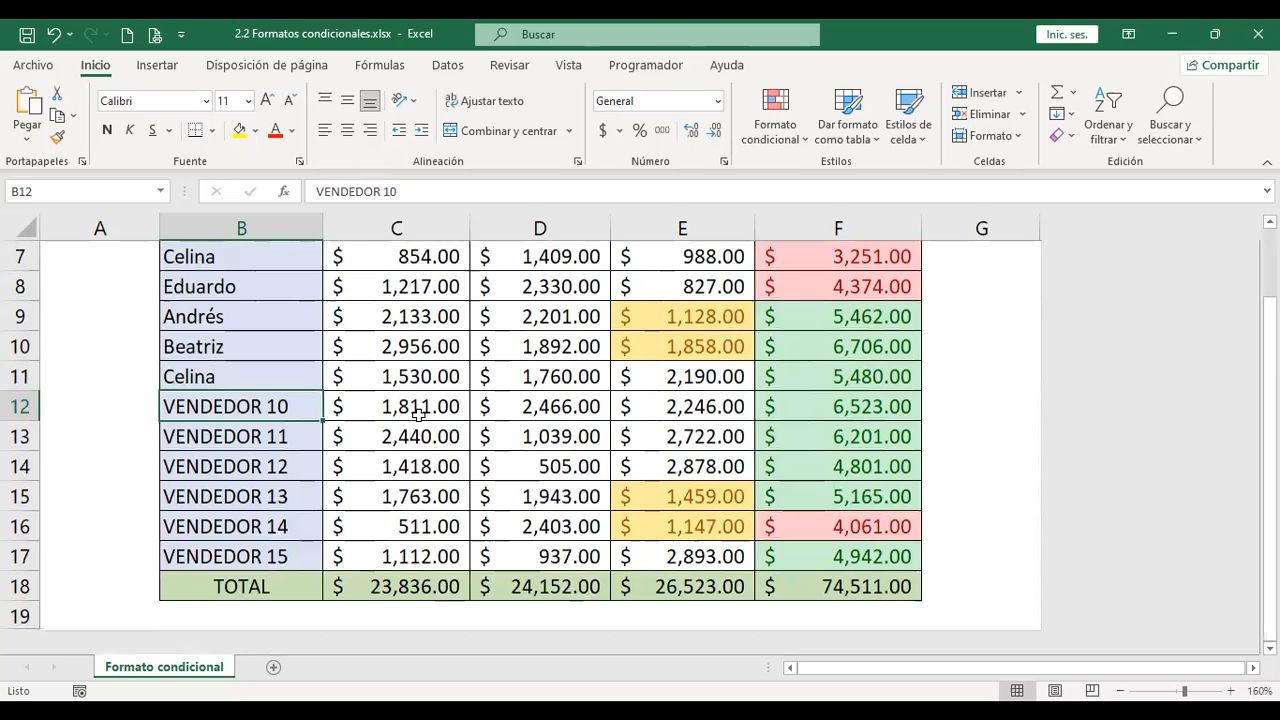 2.2 Formatos condicionales.xlsx - Excel
Buscar
Inic. ses.
Archivo Inicio Insertar Disposición de página Fórmulas Datos Revisar Vista Programador Ayuda
Compartir
Pegar
Calibri 11
N K S
Ajustar texto
Combinar y centrar
General
$ % 000
Formato condicional
Dar formato como tabla
Estilos de celda
Insertar
Eliminar
Formato
Ordenar y filtrar
Buscar y seleccionar
Portapapeles Fuente Alineación Número Estilos Celdas Edición
B12 fx VENDEDOR 10
A B C D E F G
7 Celina $ 854.00 $ 1,409.00 $ 988.00 $ 3,251.00
8 Eduardo $ 1,217.00 $ 2,330.00 $ 827.00 $ 4,374.00
9 Andrés $ 2,133.00 $ 2,201.00 $ 1,128.00 $ 5,462.00
10 Beatriz $ 2,956.00 $ 1,892.00 $ 1,858.00 $ 6,706.00
11 Celina $ 1,530.00 $ 1,760.00 $ 2,190.00 $ 5,480.00
12 VENDEDOR 10 $ 1,811.00 $ 2,466.00 $ 2,246.00 $ 6,523.00
13 VENDEDOR 11 $ 2,440.00 $ 1,039.00 $ 2,722.00 $ 6,201.00
14 VENDEDOR 12 $ 1,418.00 $ 505.00 $ 2,878.00 $ 4,801.00
15 VENDEDOR 13 $ 1,763.00 $ 1,943.00 $ 1,459.00 $ 5,165.00
16 VENDEDOR 14 $ 511.00 $ 2,403.00 $ 1,147.00 $ 4,061.00
17 VENDEDOR 15 $ 1,112.00 $ 937.00 $ 2,893.00 $ 4,942.00
18 TOTAL $ 23,836.00 $ 24,152.00 $ 26,523.00 $ 74,511.00
19
Formato condicional
Listo
160%